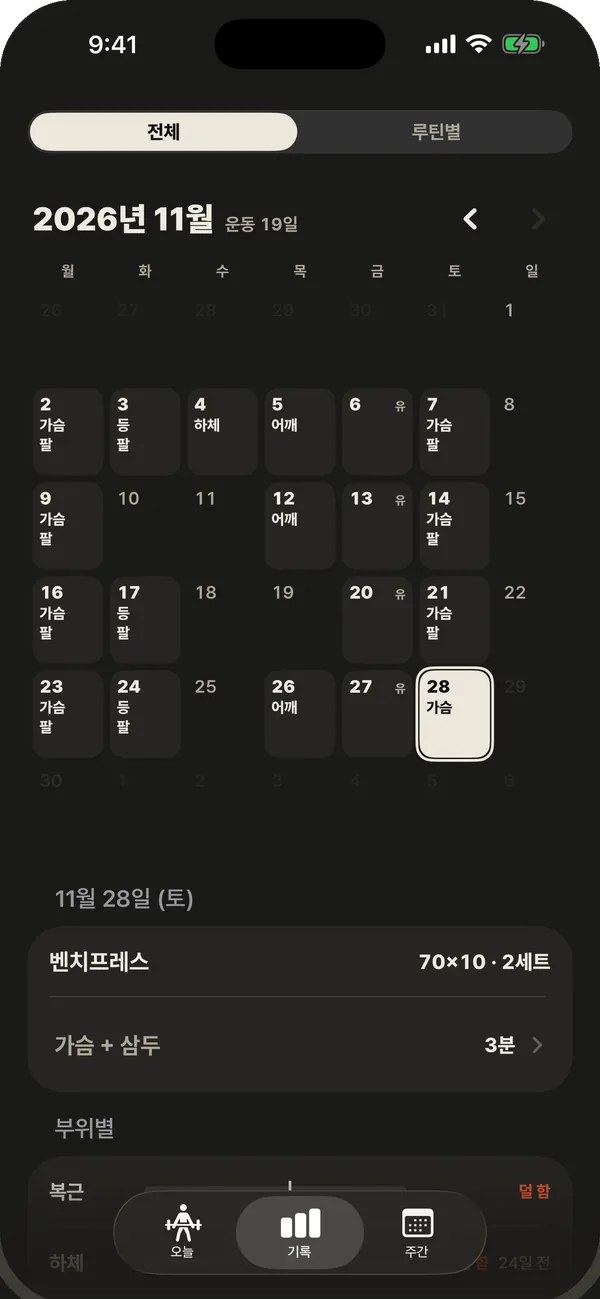 9:41
전체 루틴별
2026년 11월 운동 19일
월 화 수 목 금 토 일
26 27 28 29 30 31 1
2 3 4 5 6 유 7 8
가슴 등 하체 어깨 가슴
팔 팔 팔
9 10 11 12 13 유 14 15
가슴 어깨 가슴
팔 팔
16 17 18 19 20 유 21 22
가슴 등 가슴
팔 팔 팔
23 24 25 26 27 유 28 29
가슴 등 어깨 가슴
팔 팔
30 1 2 3 4 5 6
11월 28일 (토)
벤치프레스 70×10 · 2세트
가슴 + 삼두 3분
부위별
복근 덜 함
하체 함 24일 전
오늘 기록 주간